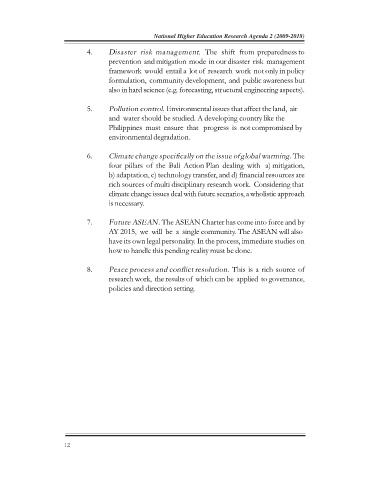 National Higher Education Research Agenda 2 (2009-2018)
4. Disaster risk management. The shift from preparedness to
prevention and mitigation mode in our disaster risk management
framework would entail a lot of research work not only in policy
formulation, community development, and public awareness but
also in hard science (e.g. forecasting, structural engineering aspects).
5. Pollution control. Environmental issues that affect the land, air
and water should be studied. A developing country like the
Philippines must ensure that progress is not compromised by
environmental degradation.
6. Climate change specifically on the issue of global warming. The
four pillars of the Bali Action Plan dealing with a) mitigation,
b) adaptation, c) technology transfer, and d) financial resources are
rich sources of multi disciplinary research work. Considering that
climate change issues deal with future scenarios, a wholistic approach
is necessary.
7. Future ASEAN. The ASEAN Charter has come into force and by
AY 2015, we will be a single community. The ASEAN will also
have its own legal personality. In the process, immediate studies on
how to handle this pending reality must be done.
8. Peace process and conflict resolution. This is a rich source of
research work, the results of which can be applied to governance,
policies and direction setting.
12